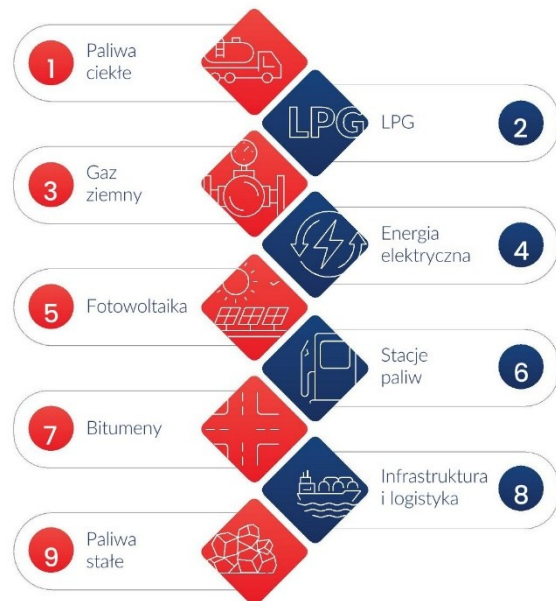 1
Paliwa
ciekłe
LPG
LPG
2
3
Gaz
ziemny
Energia
elektryczna
4
5
Fotowoltaika
Stacje
paliw
6
7
Bitumeny
Infrastruktura
i logistyka
8
9
Paliwa
stałe